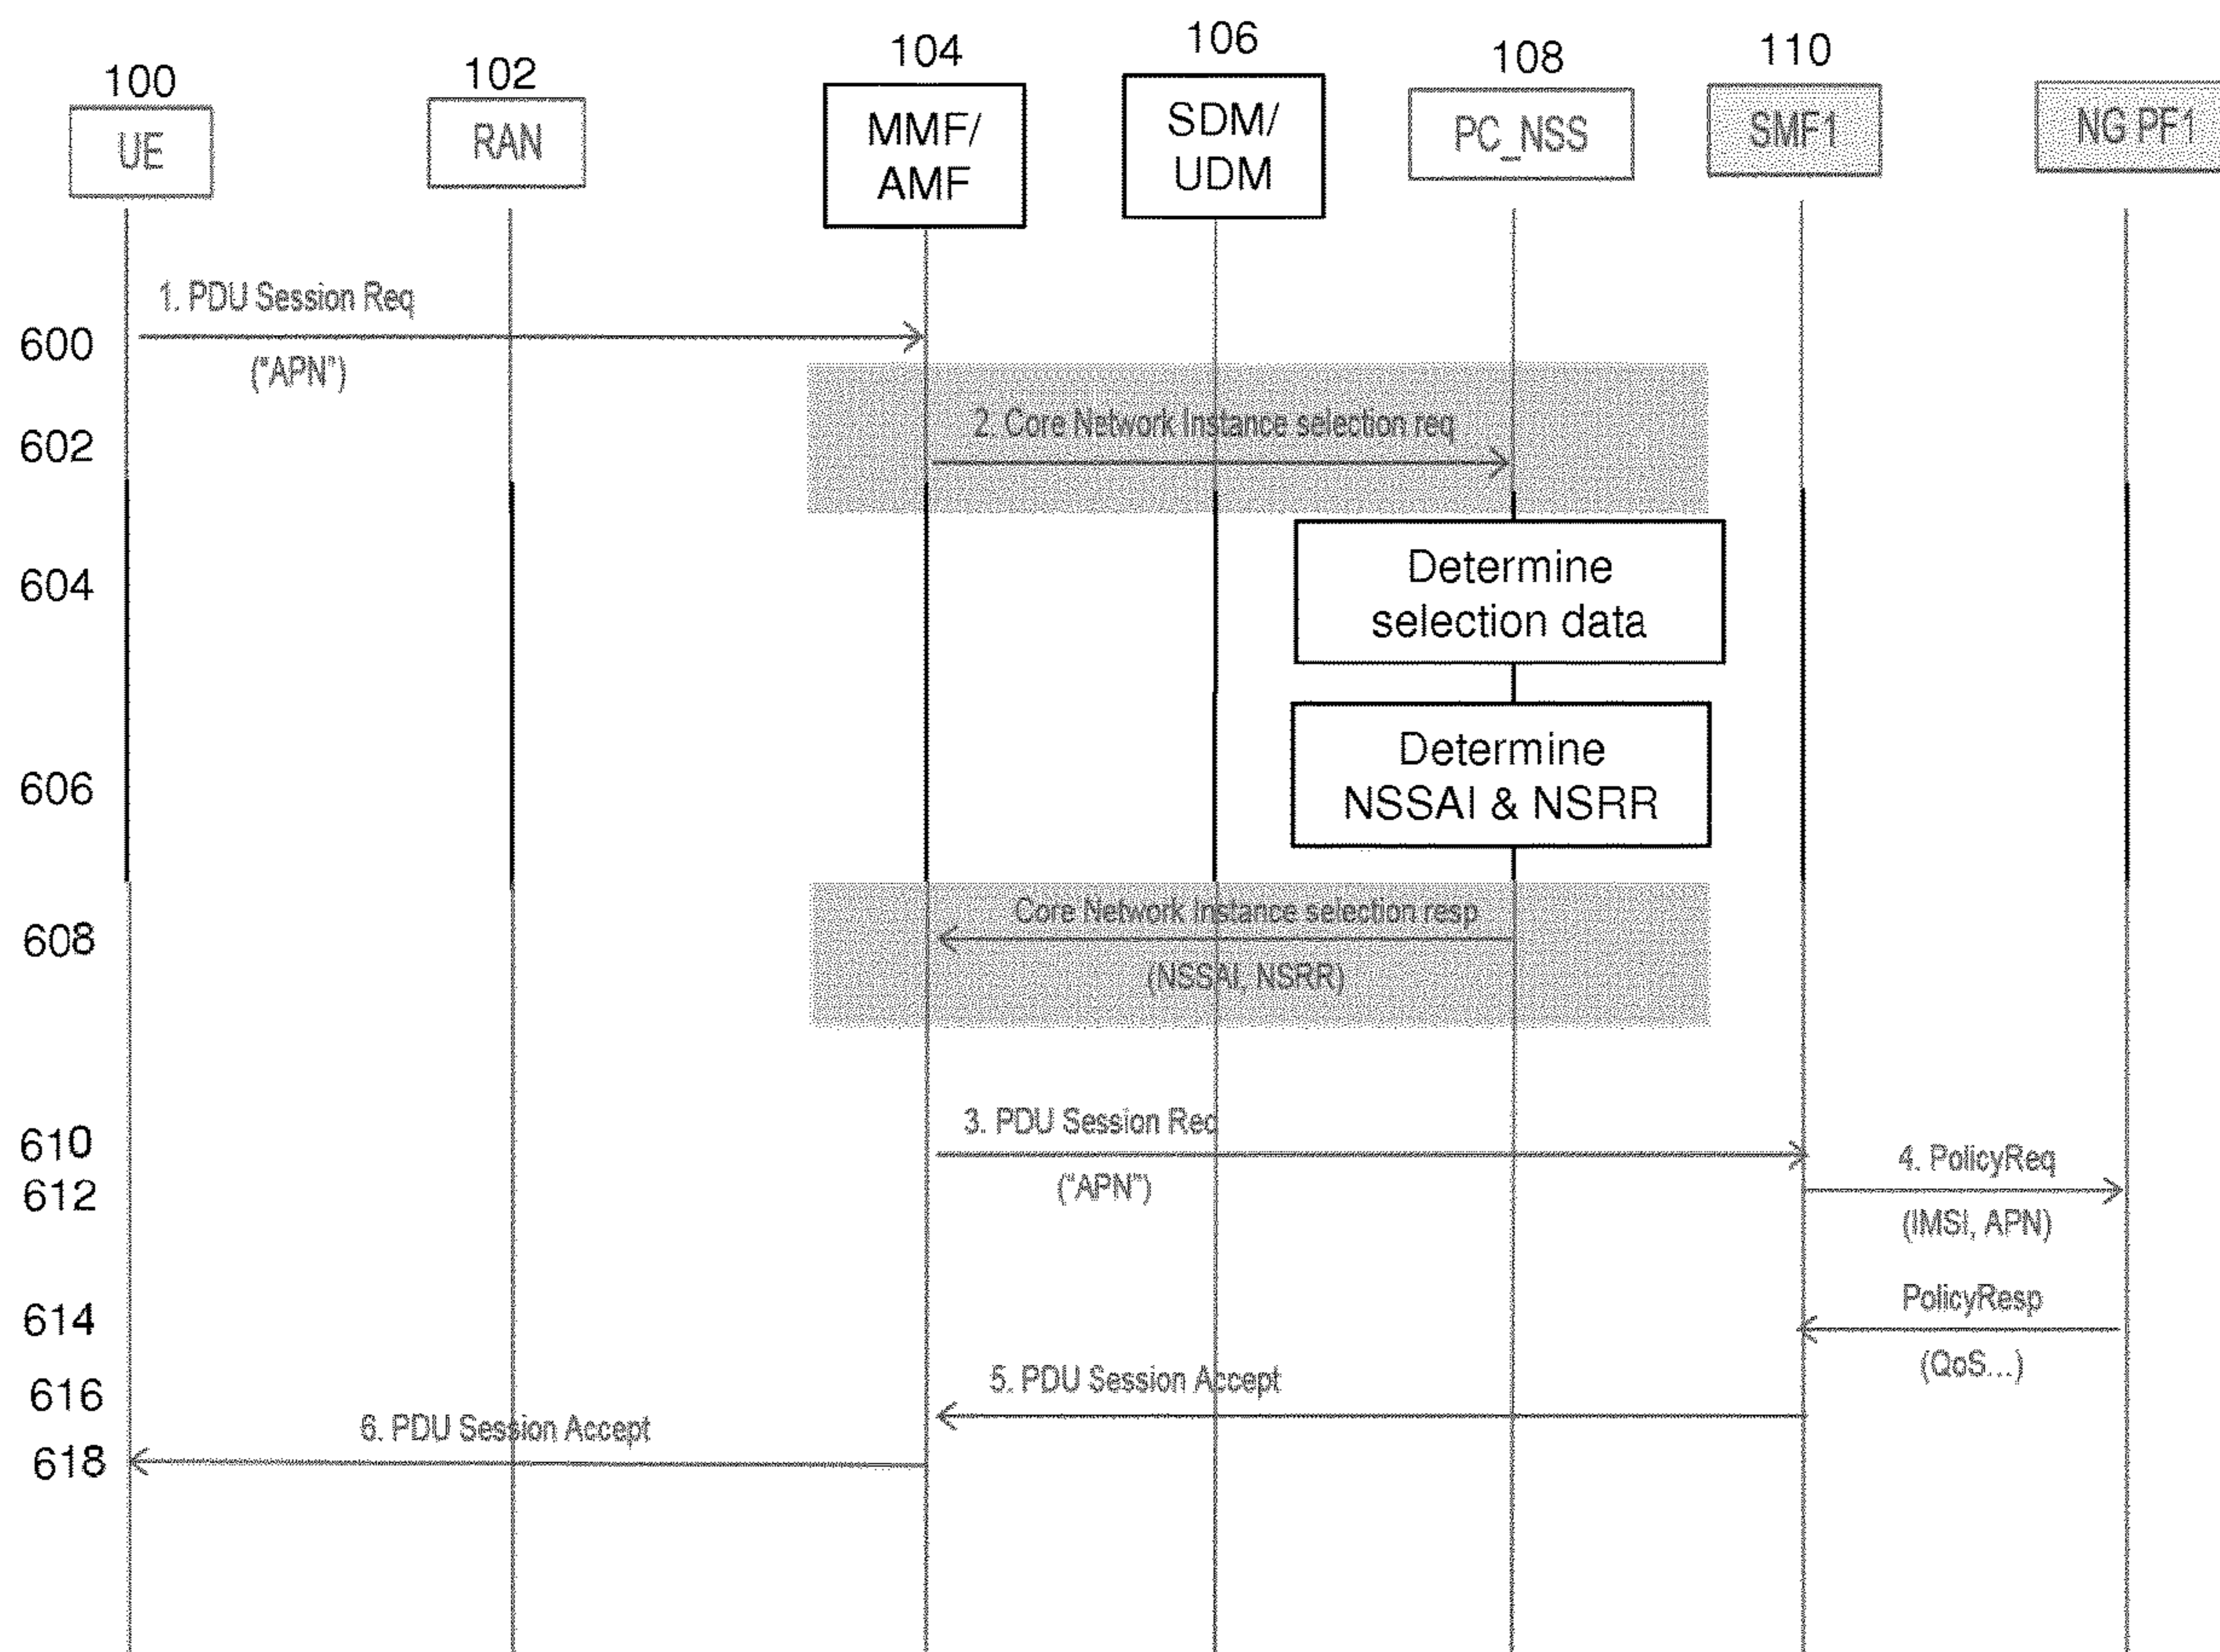 100
102
104
106
108
110
UE
RAN
MMF/
AMF
SDM/
UDM
PC_NSS
SMF1
NG PF1
1. PDU Session Req
600
("APN")
2. Core Network Instance selection req
602
604
Determine
selection data
606
Determine
NSSAI & NSRR
Core Network Instance selection resp
608
(NSSAI, NSRR)
3. PDU Session Req
610
("APN")
4. PolicyReq
612
(IMSI, APN)
PolicyResp
614
(QoS...)
5. PDU Session Accept
616
6. PDU Session Accept
618